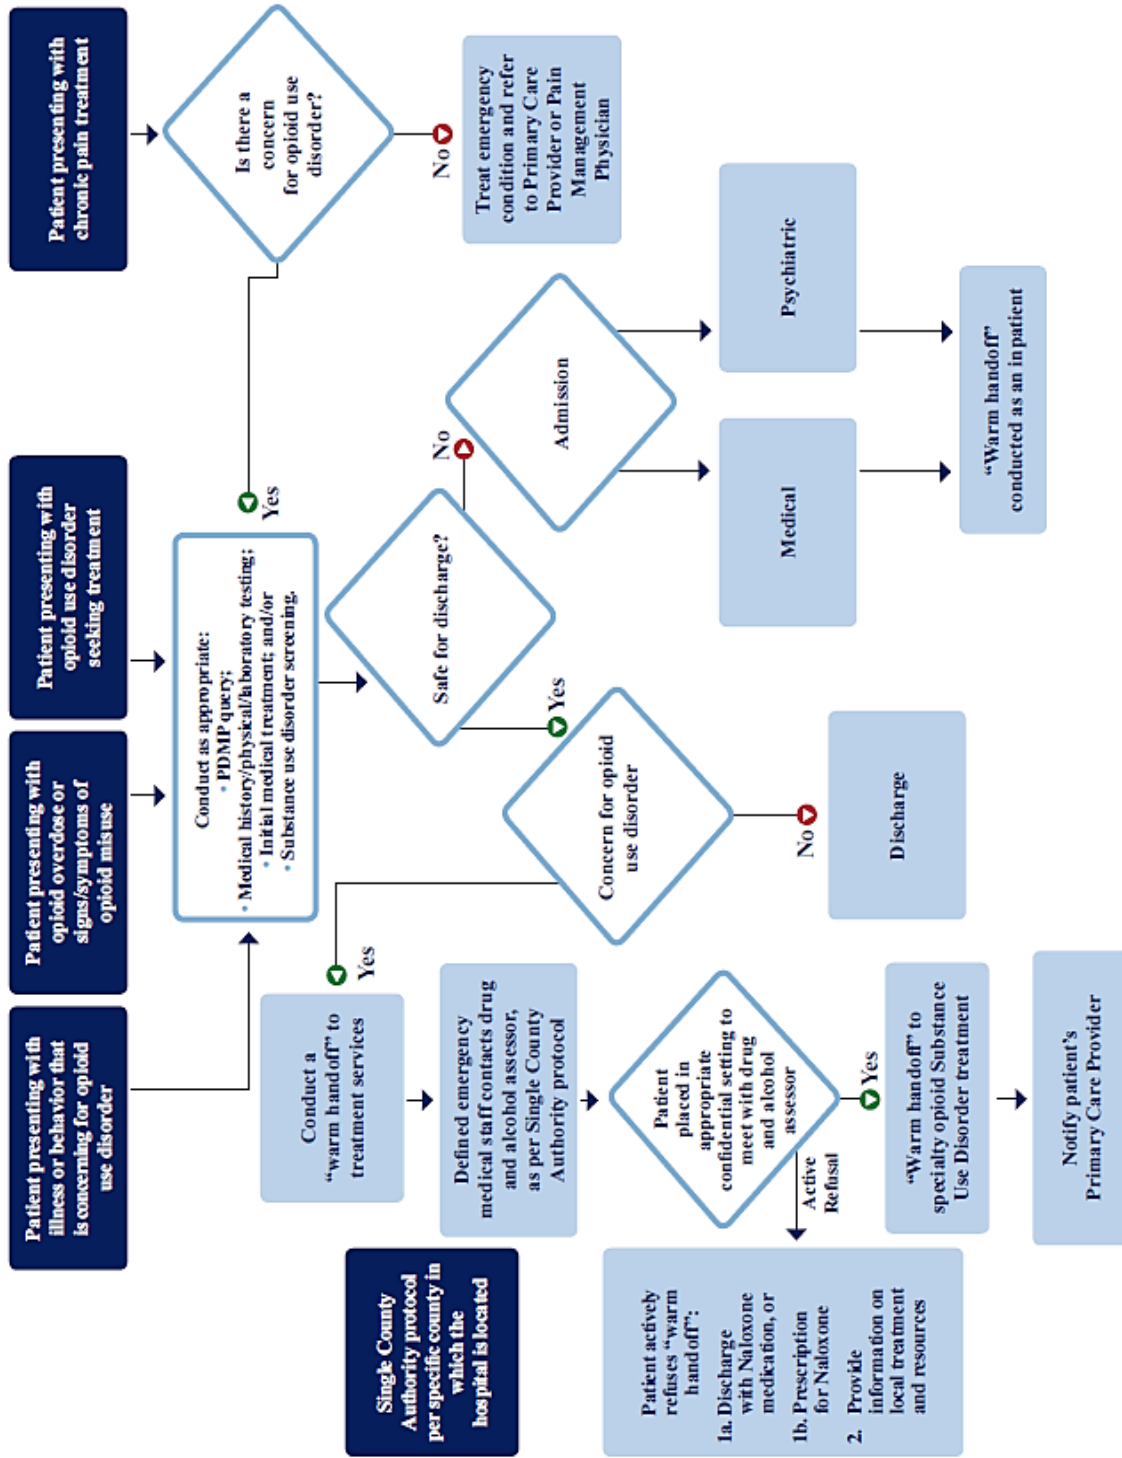 Patient presenting with
illness or behavior that
is concerning for opioid
use disorder
Patient presenting with
opioid overdose or
signs/symptoms of
opioid misuse
Patient presenting with
opioid use disorder
seeking treatment
Patient presenting with
chronic pain treatment
Conduct as appropriate:
• PDMP query;
• Medical history/physical/laboratory testing;
• Initial medical treatment; and/or
• Substance use disorder screening.
Yes
Is there a
concern
for opioid use
disorder?
No
Treat emergency
condition and refer
to Primary Care
Provider or Pain
Management
Physician
Safe for discharge?
No
Yes
Admission
Medical
Psychiatric
“Warm handoff”
conducted as an inpatient
Concern for opioid
use disorder
No
Discharge
Yes
Conduct a
“warm handoff” to
treatment services
Single County
Authority protocol
per specific county in
which the
hospital is located
Defined emergency
medical staff contacts drug
and alcohol assessor,
as per Single County
Authority protocol
Patient
placed in
appropriate
confidential setting to
meet with drug
and alcohol
assessor
Active
Refusal
Yes
Patient actively
refuses “warm
handoff”:
1a. Discharge
with Naloxone
medication, or
1b. Prescription
for Naloxone
2. Provide
information on
local treatment
and resources
“Warm handoff” to
specialty opioid Substance
Use Disorder treatment
Notify patient’s
Primary Care Provider